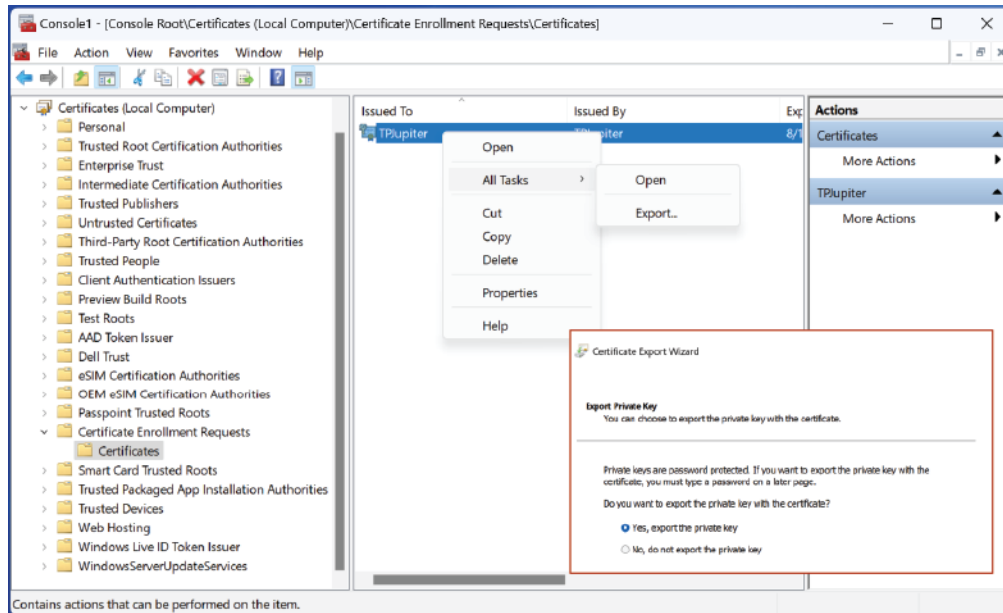 Console1 - [Console Root\Certificates (Local Computer)\Certificate Enrollment Requests\Certificates]
File Action View Favorites Window Help
Certificates (Local Computer)
Personal
Trusted Root Certification Authorities
Enterprise Trust
Intermediate Certification Authorities
Trusted Publishers
Untrusted Certificates
Third-Party Root Certification Authorities
Trusted People
Client Authentication Issuers
Preview Build Roots
Test Roots
AAD Token Issuer
Dell Trust
eSIM Certification Authorities
OEM eSIM Certification Authorities
Passpoint Trusted Roots
Certificate Enrollment Requests
Certificates
Smart Card Trusted Roots
Trusted Packaged App Installation Authorities
Trusted Devices
Web Hosting
Windows Live ID Token Issuer
WindowsServerUpdateServices
Issued To Issued By Exp
TPJupiter 8/1
Open
All Tasks
Cut
Copy
Delete
Properties
Help
Open
Export...
Actions
Certificates
More Actions
TPJupiter
More Actions
Certificate Export Wizard
Export Private Key
You can choose to export the private key with the certificate.
Private keys are password protected. If you want to export the private key with the
certificate, you must type a password on a later page.
Do you want to export the private key with the certificate?
Yes, export the private key
No, do not export the private key
Contains actions that can be performed on the item.